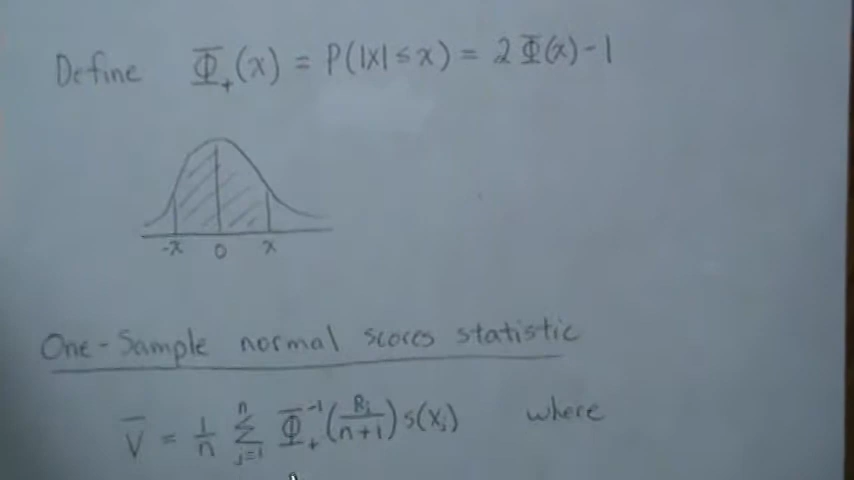 Define Φ₊(x) = P(|X| ≤ x) = 2Φ(x) - 1
-x 0 x
One-Sample normal scores statistic
V̅ = 1/n Σ_{j=1}^{n} Φ₊⁻¹(R_j/(n+1)) s(X_j) where